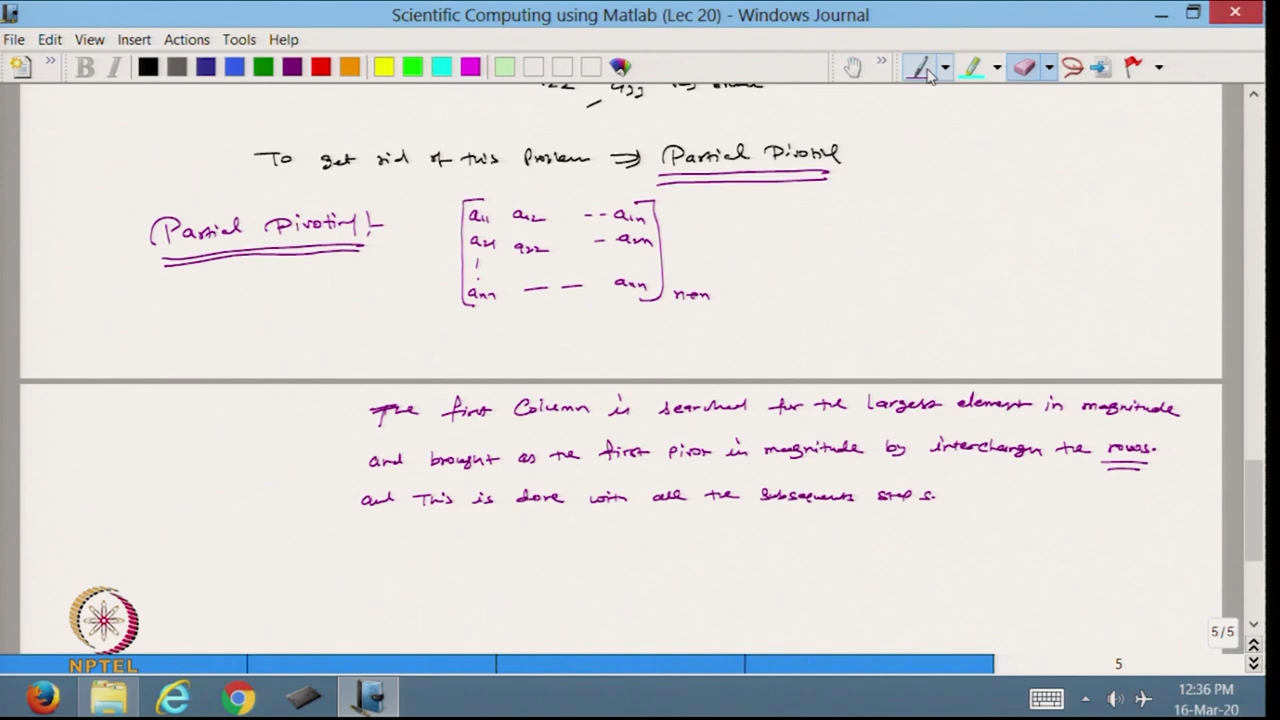 Scientific Computing using Matlab (Lec 20) - Windows Journal
File Edit View Insert Actions Tools Help
To get rid of this Problem ⇒ Partial Pivoting
Partial Pivoting:-
a11 a12 -- a1n
a21 a22 - a2n
an1 — — ann
n×n
The first Column is searched for the largest element in magnitude
and brought as the first pivot in magnitude by interchangn the rows.
and This is done with all the subsequents steps.
5/5
NPTEL
5
12:36 PM
16-Mar-20